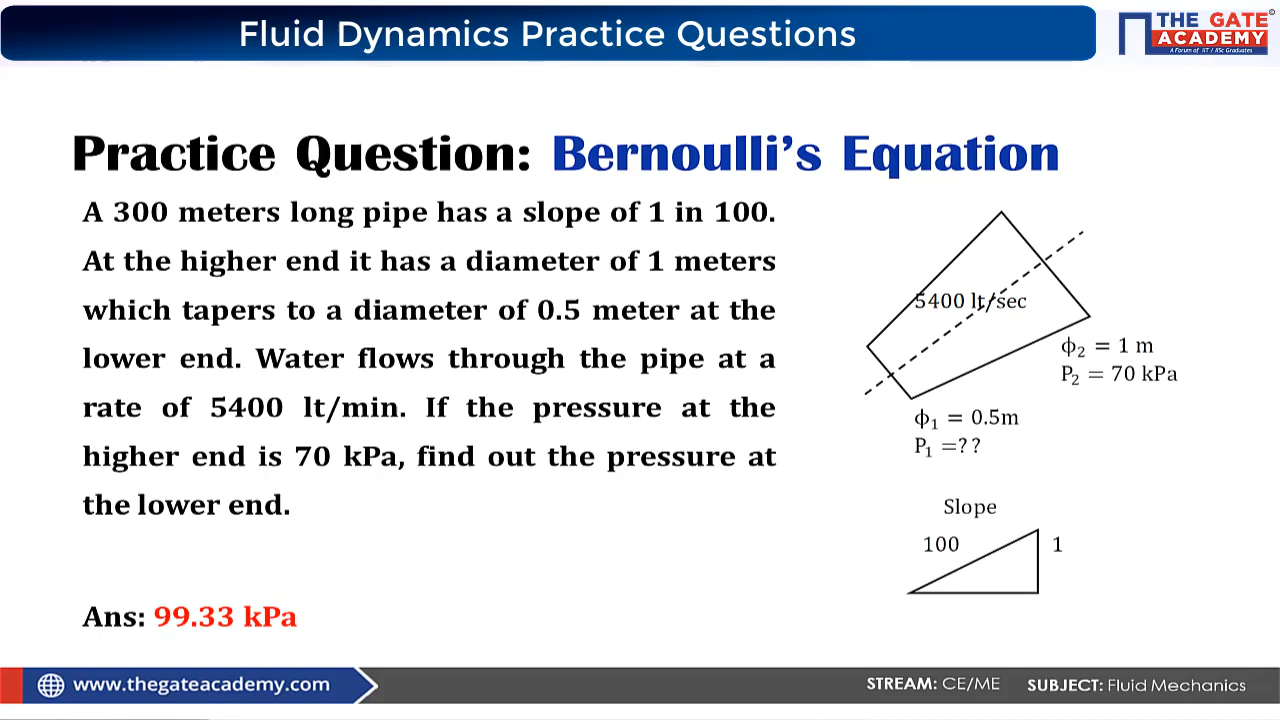 Fluid Dynamics Practice Questions
THE GATE ©
ACADEMY
A Forum of IIT / IISc Graduates
Practice Question: Bernoulli’s Equation
A 300 meters long pipe has a slope of 1 in 100.
At the higher end it has a diameter of 1 meters
which tapers to a diameter of 0.5 meter at the
lower end. Water flows through the pipe at a
rate of 5400 lt/min. If the pressure at the
higher end is 70 kPa, find out the pressure at
the lower end.
5400 lt/sec
ϕ₂ = 1 m
P₂ = 70 kPa
ϕ₁ = 0.5m
P₁ =??
Slope
100
1
Ans: 99.33 kPa
www.thegateacademy.com
STREAM: CE/ME
SUBJECT: Fluid Mechanics